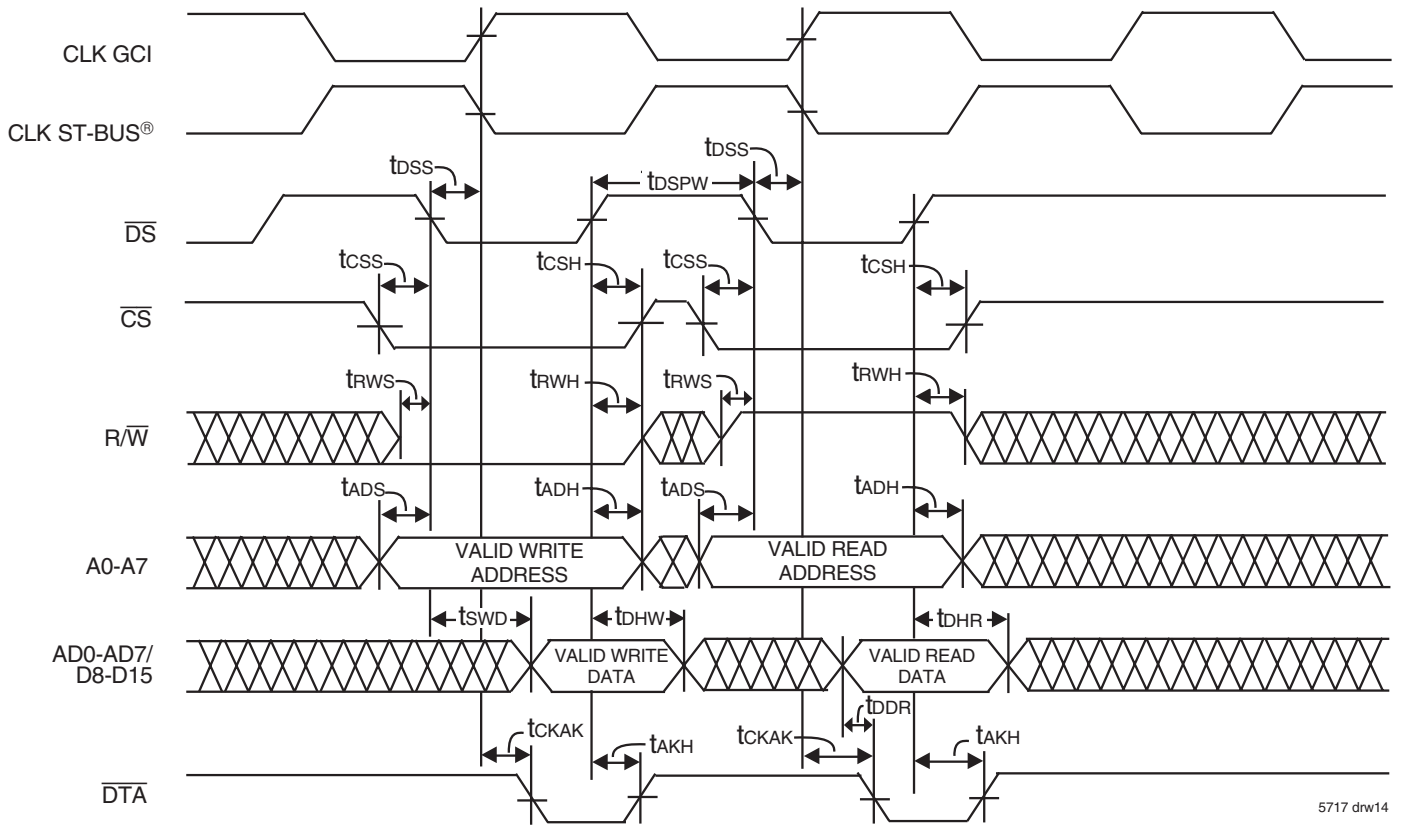 CLK GCI
CLK ST-BUS®
tDSS
tDSPW
tDSS
DS
tCSS
tCSH
tCSS
tCSH
CS
tRWS
tRWH
tRWS
tRWH
R/W
tADS
tADH
tADS
tADH
A0-A7
VALID WRITE
ADDRESS
VALID READ
ADDRESS
tSWD
tDHW
tDHR
AD0-AD7/
D8-D15
VALID WRITE
DATA
VALID READ
DATA
tDDR
tCKAK
tAKH
tCKAK
tAKH
DTA
5717 drw14